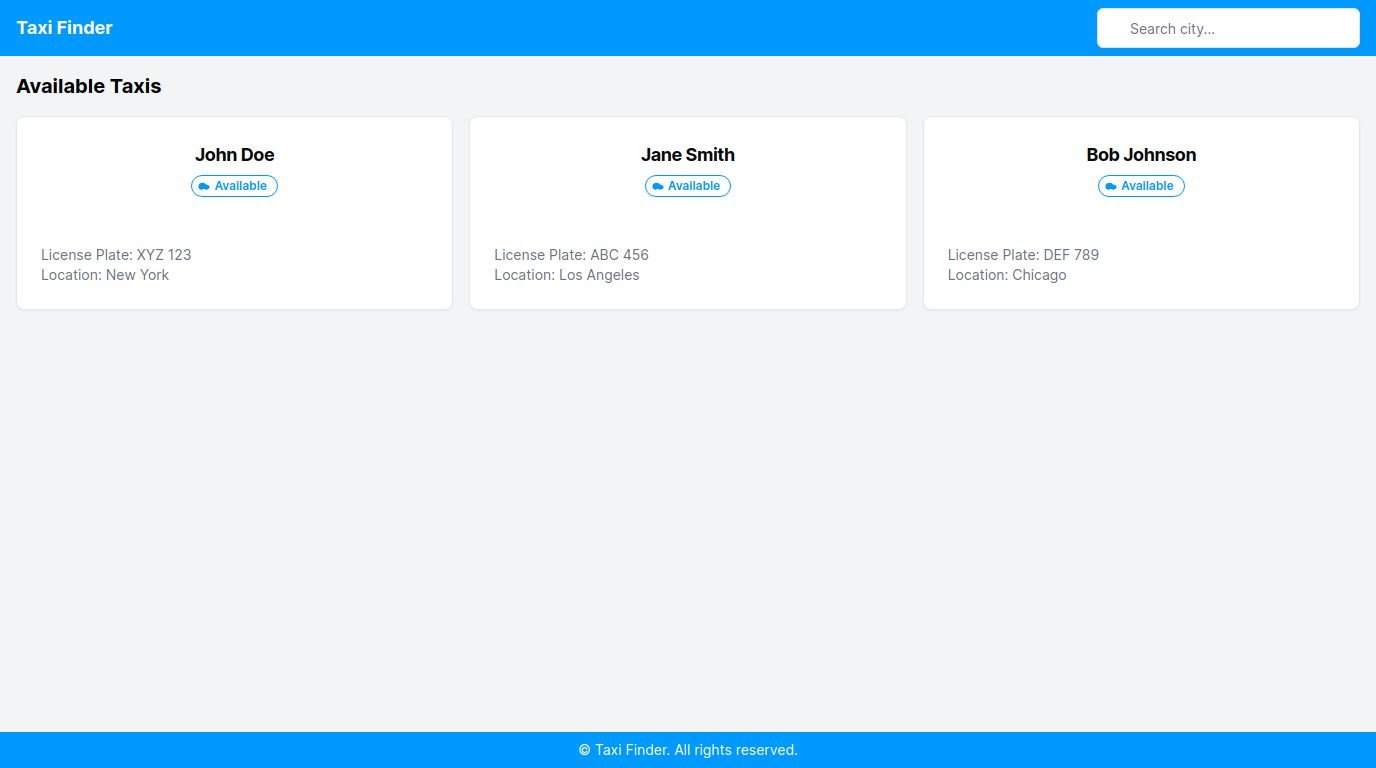 Taxi Finder
Search city...
Available Taxis
John Doe
Available
License Plate: XYZ 123
Location: New York
Jane Smith
Available
License Plate: ABC 456
Location: Los Angeles
Bob Johnson
Available
License Plate: DEF 789
Location: Chicago
© Taxi Finder. All rights reserved.